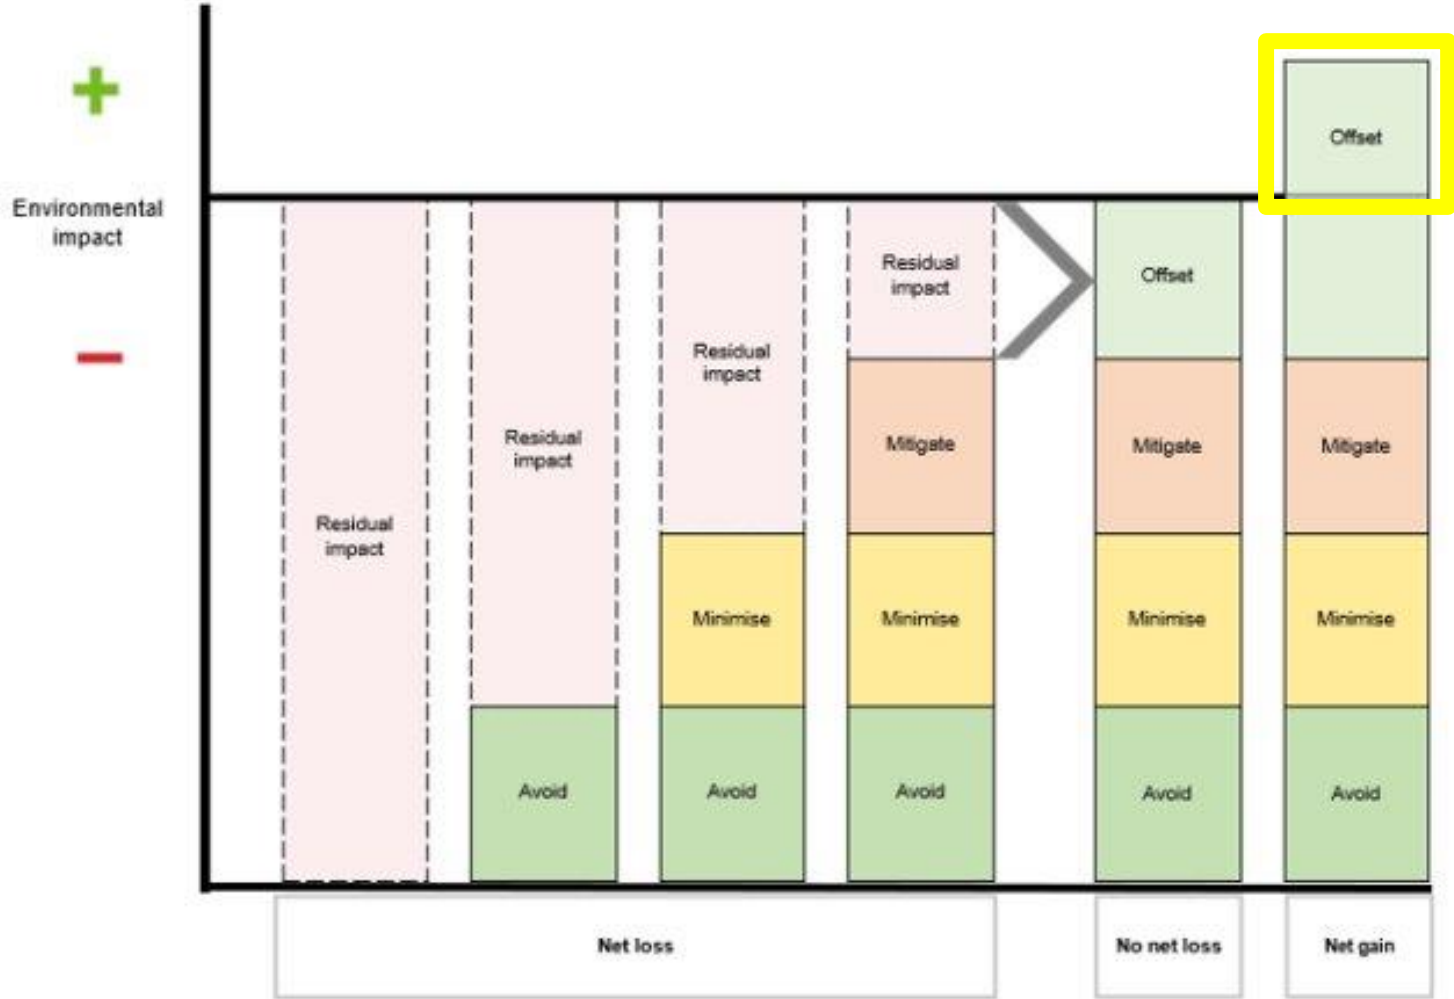 Offset
Environmental
impact
Residual
impact
Offset
Residual
impact
Residual
impact
Mitigate
Mitigate
Mitigate
Residual
impact
Minimise
Minimise
Minimise
Minimise
Avoid
Avoid
Avoid
Avoid
Avoid
Net loss
No net loss
Net gain